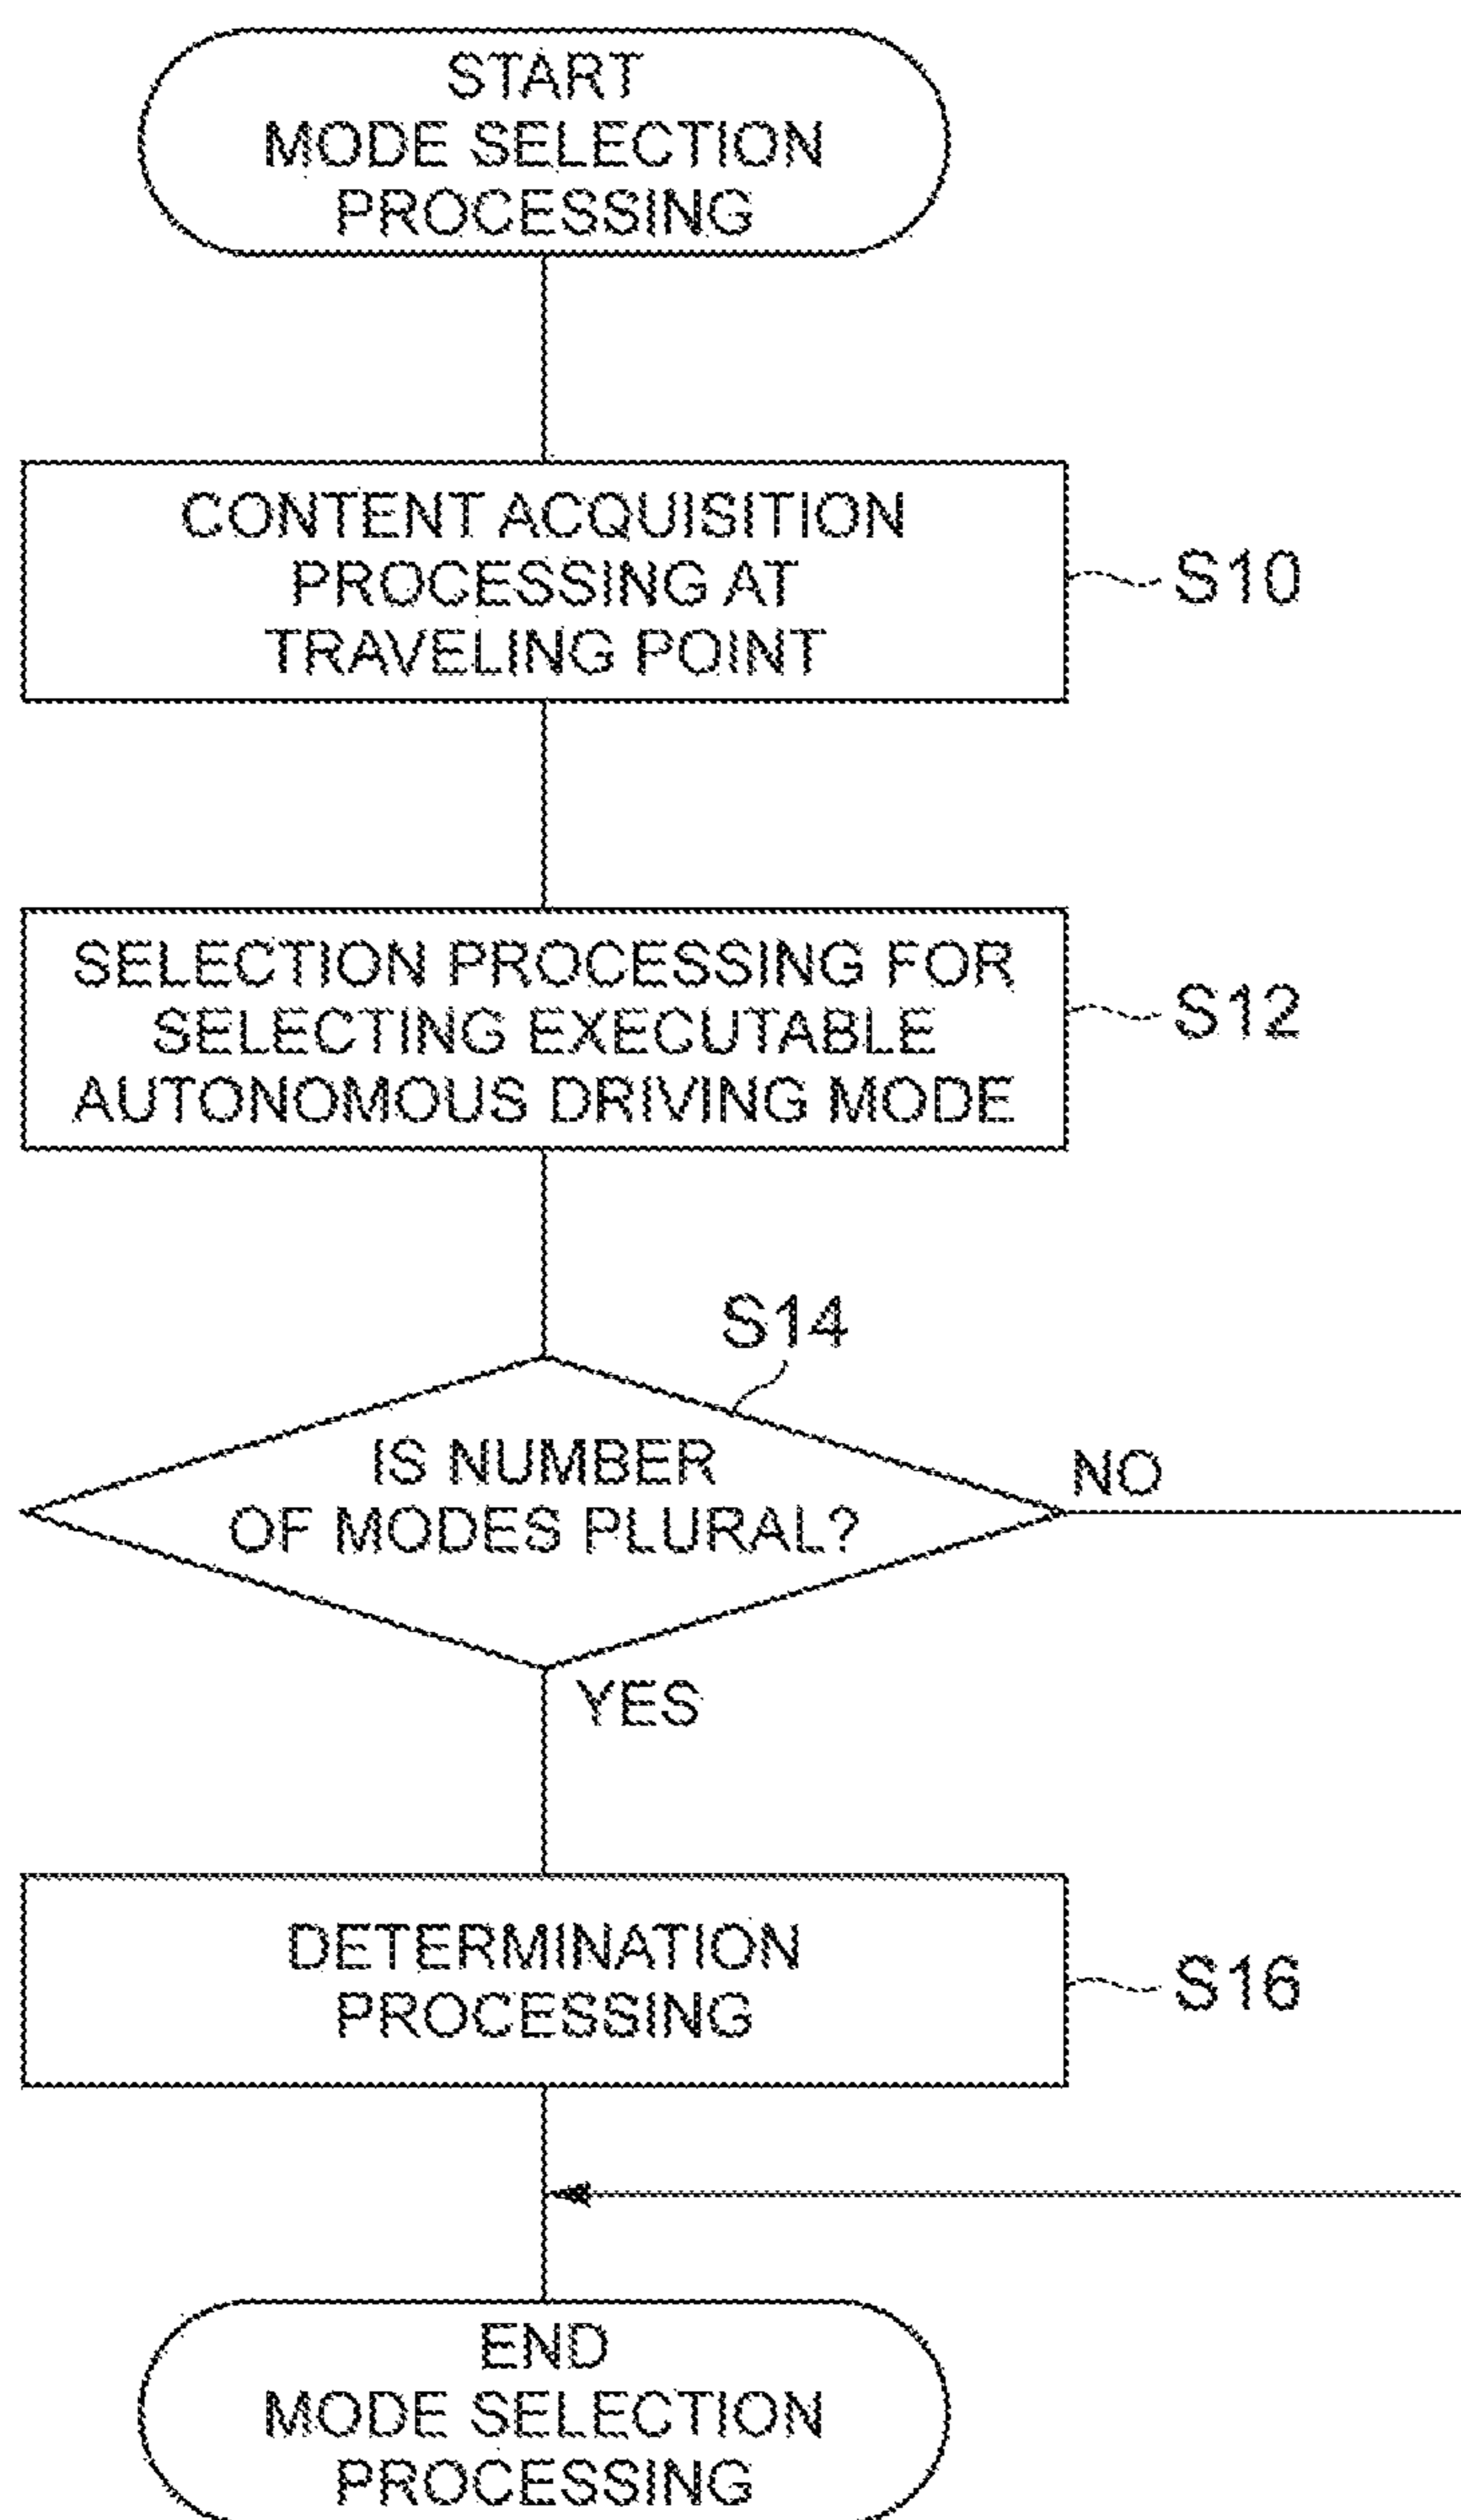 START
MODE SELECTION
PROCESSING
CONTENT ACQUISITION
PROCESSING AT
TRAVELING POINT
S10
SELECTION PROCESSING FOR
SELECTING EXECUTABLE
AUTONOMOUS DRIVING MODE
S12
S14
IS NUMBER
OF MODES PLURAL?
NO
YES
DETERMINATION
PROCESSING
S16
END
MODE SELECTION
PROCESSING